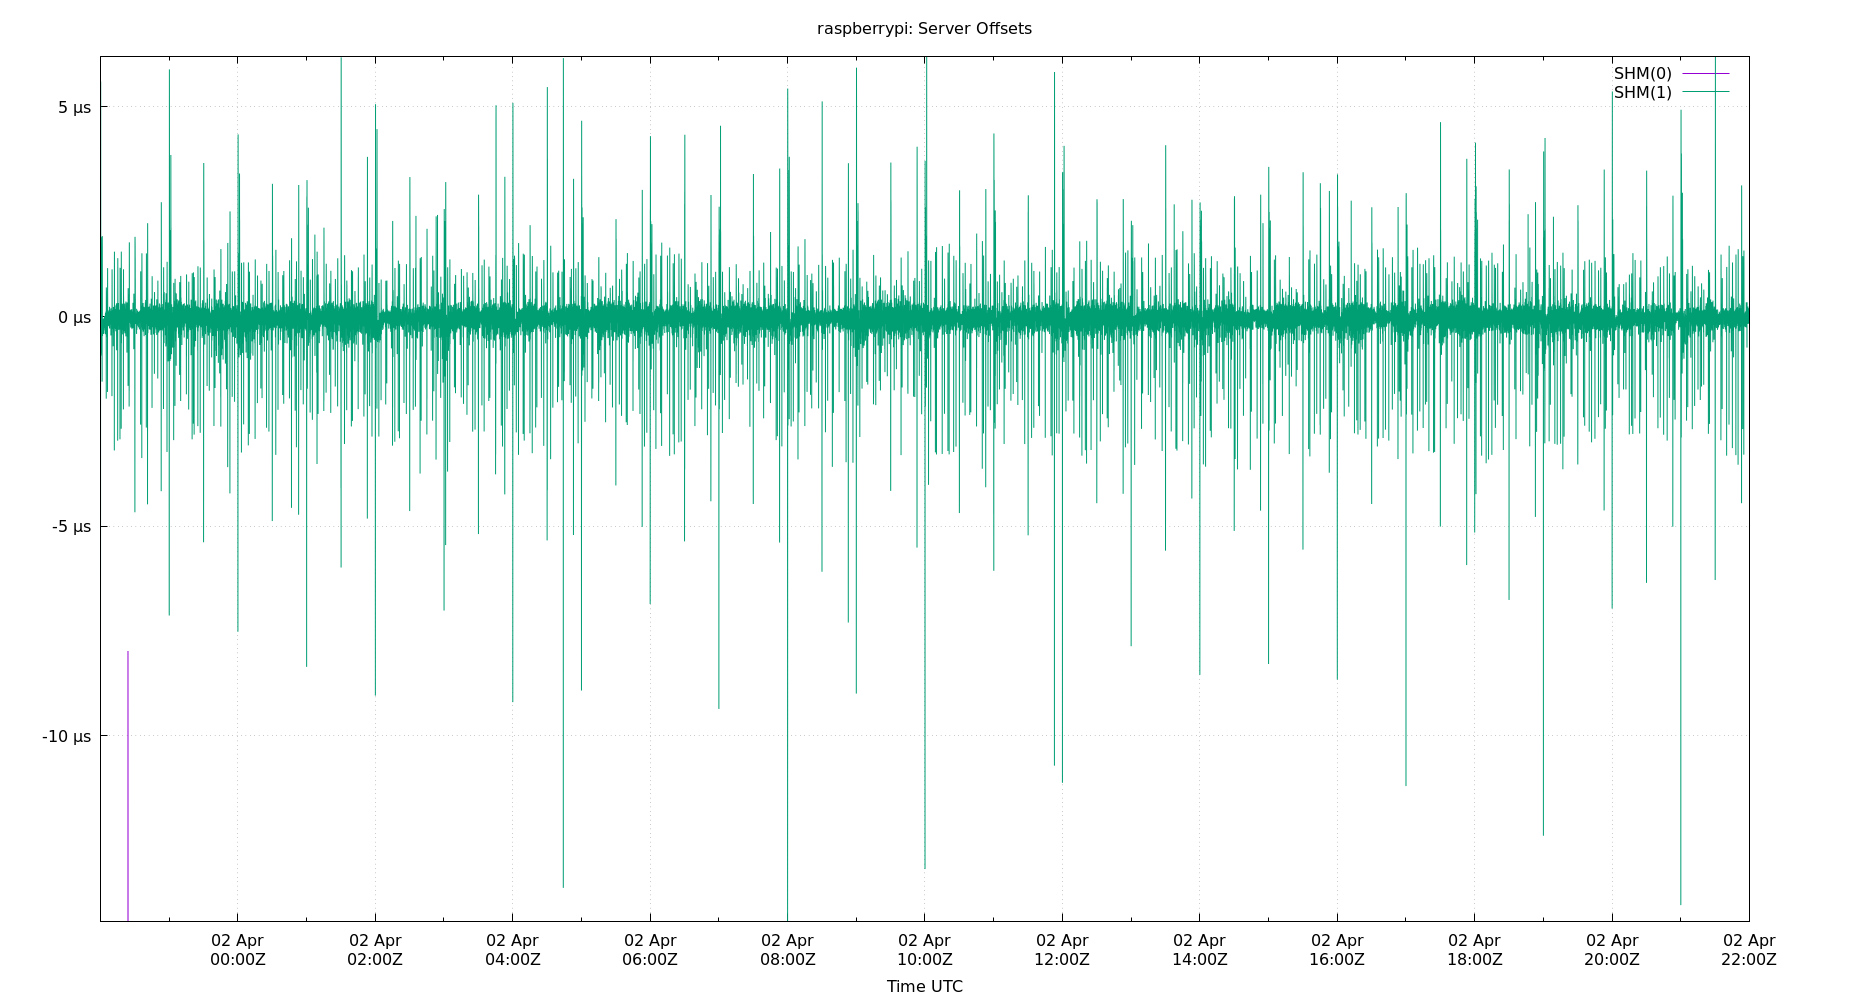 raspberrypi: Server Offsets
SHM(0)
SHM(1)
5 µs
0 µs
-5 µs
-10 µs
02 Apr 02 Apr 02 Apr 02 Apr 02 Apr 02 Apr 02 Apr 02 Apr 02 Apr 02 Apr 02 Apr 02 Apr
00:00Z 02:00Z 04:00Z 06:00Z 08:00Z 10:00Z 12:00Z 14:00Z 16:00Z 18:00Z 20:00Z 22:00Z
Time UTC